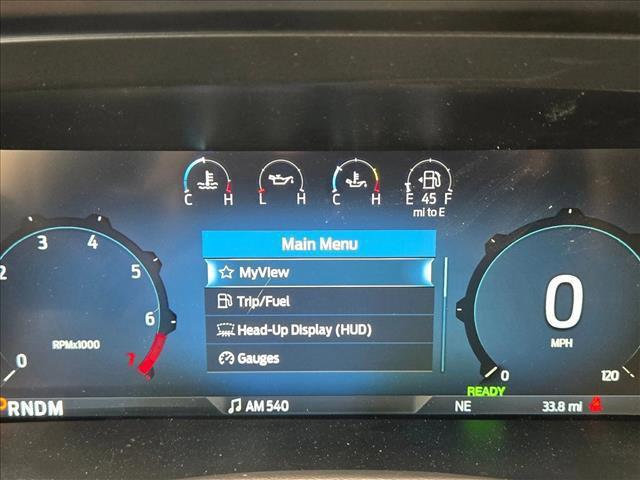 C H L H C H E 45 F
mi to E
Main Menu
MyView
Trip/Fuel
Head-Up Display (HUD)
Gauges
0 2 3 4 5 6 7
RPMx1000
0
MPH
0 120
READY
PRNDM
AM 540
NE
33.8 mi